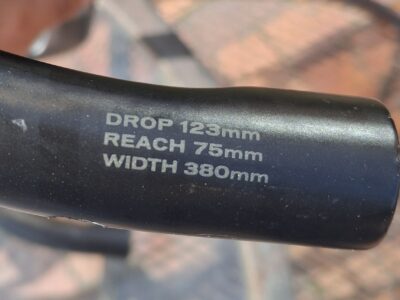 DROP 123mm
REACH 75mm
WIDTH 380mm